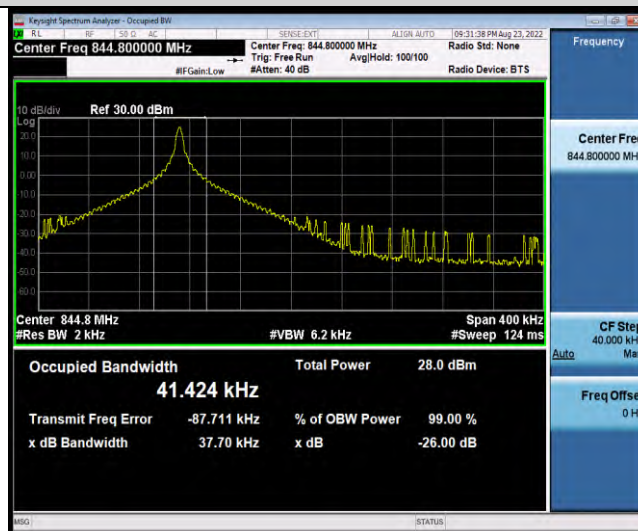 Keysight Spectrum Analyzer - Occupied BW
RL RF 50 Ω AC SENSE:EXT ALIGN AUTO 09:31:38 PM Aug 23, 2022
Center Freq 844.800000 MHz
Center Freq: 844.800000 MHz Radio Std: None
Trig: Free Run Avg|Hold: 100/100
#IFGain:Low #Atten: 40 dB Radio Device: BTS
Frequency
10 dB/div Ref 30.00 dBm
Log
20.0
10.0
0.00
-10.0
-20.0
-30.0
-40.0
-50.0
-60.0
Center 844.8 MHz Span 400 kHz
#Res BW 2 kHz #VBW 6.2 kHz #Sweep 124 ms
Occupied Bandwidth Total Power 28.0 dBm
41.424 kHz
Transmit Freq Error -87.711 kHz % of OBW Power 99.00 %
x dB Bandwidth 37.70 kHz x dB -26.00 dB
Center Fre
844.800000 MH
CF Step
40.000 kH
Auto Ma
Freq Offse
0 H
MSG STATUS